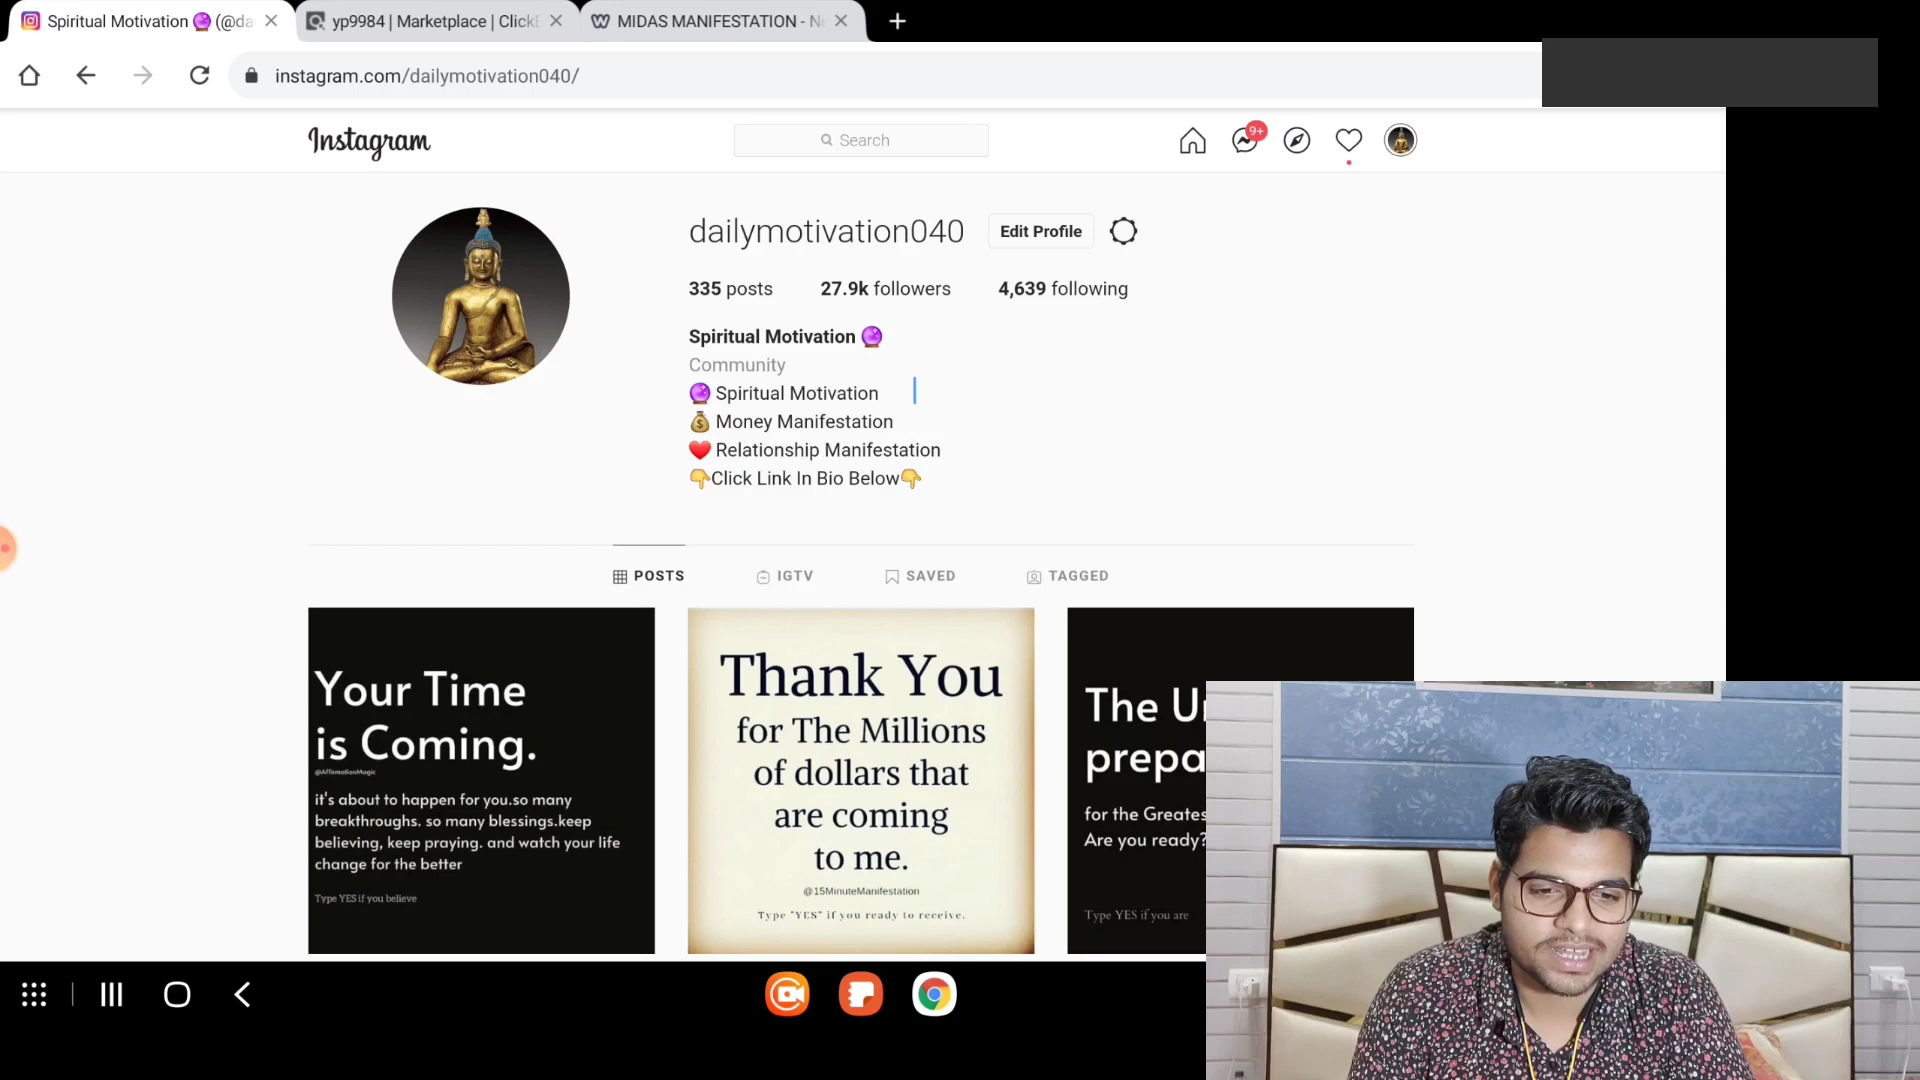 Spiritual Motivation 🔮 (@da
yp9984 | Marketplace | Click
MIDAS MANIFESTATION - N
instagram.com/dailymotivation040/
Instagram
Search
9+
dailymotivation040
Edit Profile
335 posts
27.9k followers
4,639 following
Spiritual Motivation 🔮
Community
🔮 Spiritual Motivation
💰 Money Manifestation
❤️ Relationship Manifestation
👇Click Link In Bio Below👇
POSTS
IGTV
SAVED
TAGGED
Your Time
is Coming.
@AffirmationMagic
it's about to happen for you.so many
breakthroughs. so many blessings.keep
believing, keep praying. and watch your life
change for the better
Type YES if you believe
Thank You
for The Millions
of dollars that
are coming
to me.
@15MinuteManifestation
Type "YES" if you ready to receive.
The U
prepa
for the Greates
Are you ready?
Type YES if you are